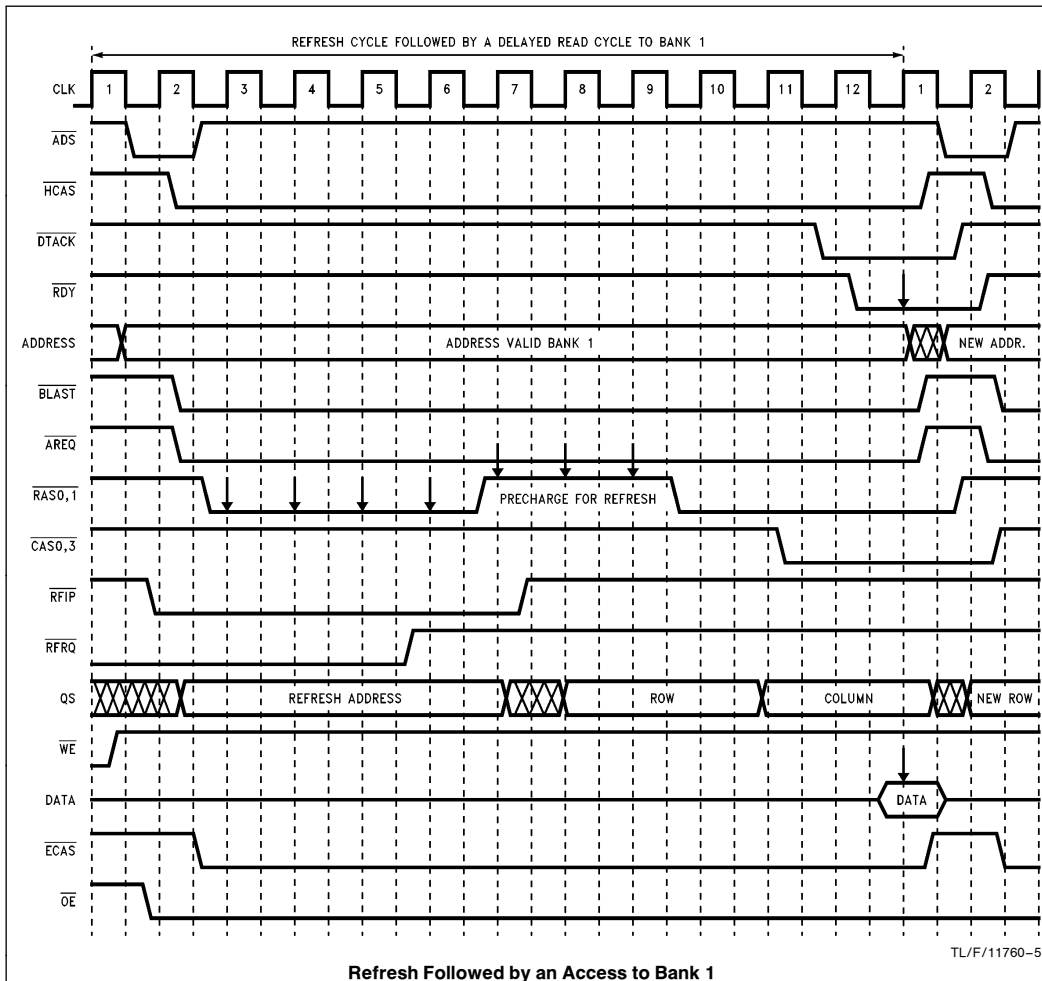 REFRESH CYCLE FOLLOWED BY A DELAYED READ CYCLE TO BANK 1
CLK 1 2 3 4 5 6 7 8 9 10 11 12 1 2
ADS
HCAS
DTACK
RDY
ADDRESS ADDRESS VALID BANK 1 NEW ADDR.
BLAST
AREQ
RAS0,1 PRECHARGE FOR REFRESH
CAS0,3
RFIP
RFRQ
QS REFRESH ADDRESS ROW COLUMN NEW ROW
WE
DATA DATA
ECAS
OE
TL/F/11760–5
Refresh Followed by an Access to Bank 1